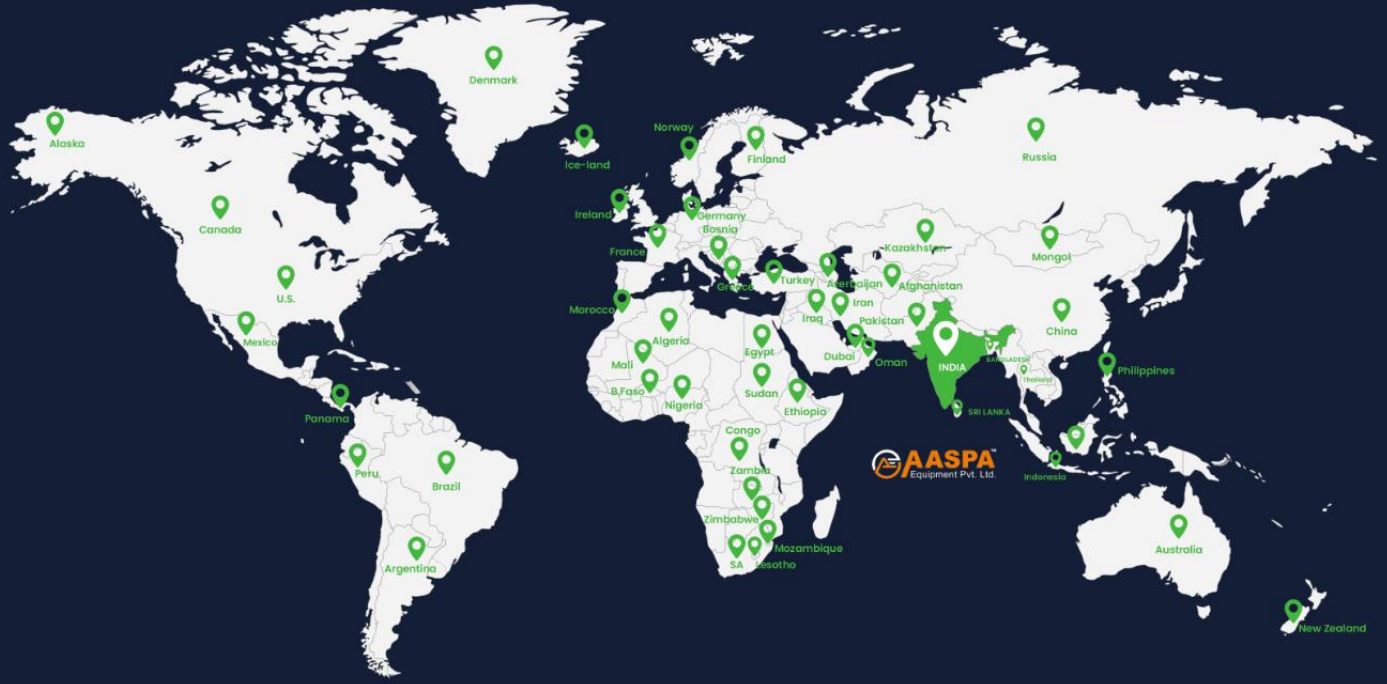 Denmark
Alaska
Norway
Ice-land
Finland
Russia
Canada
Ireland
Germany
Bosnia
France
Kazakhstan
Mongol
U.S.
Greece
Turkey
Azerbaijan
Afghanistan
Morocco
Iraq
Iran
Pakistan
China
Mexico
Algeria
Egypt
Dubai
Oman
BANGLADESH
INDIA
Mali
Thailand
Philippines
B.Faso
Nigeria
Sudan
Ethiopia
SRI LANKA
Panama
Congo
Peru
Brazil
Zambia
AASPA™
Equipment Pvt. Ltd.
Indonesia
Zimbabwe
Mozambique
Australia
Argentina
SA
Lesotho
New Zealand